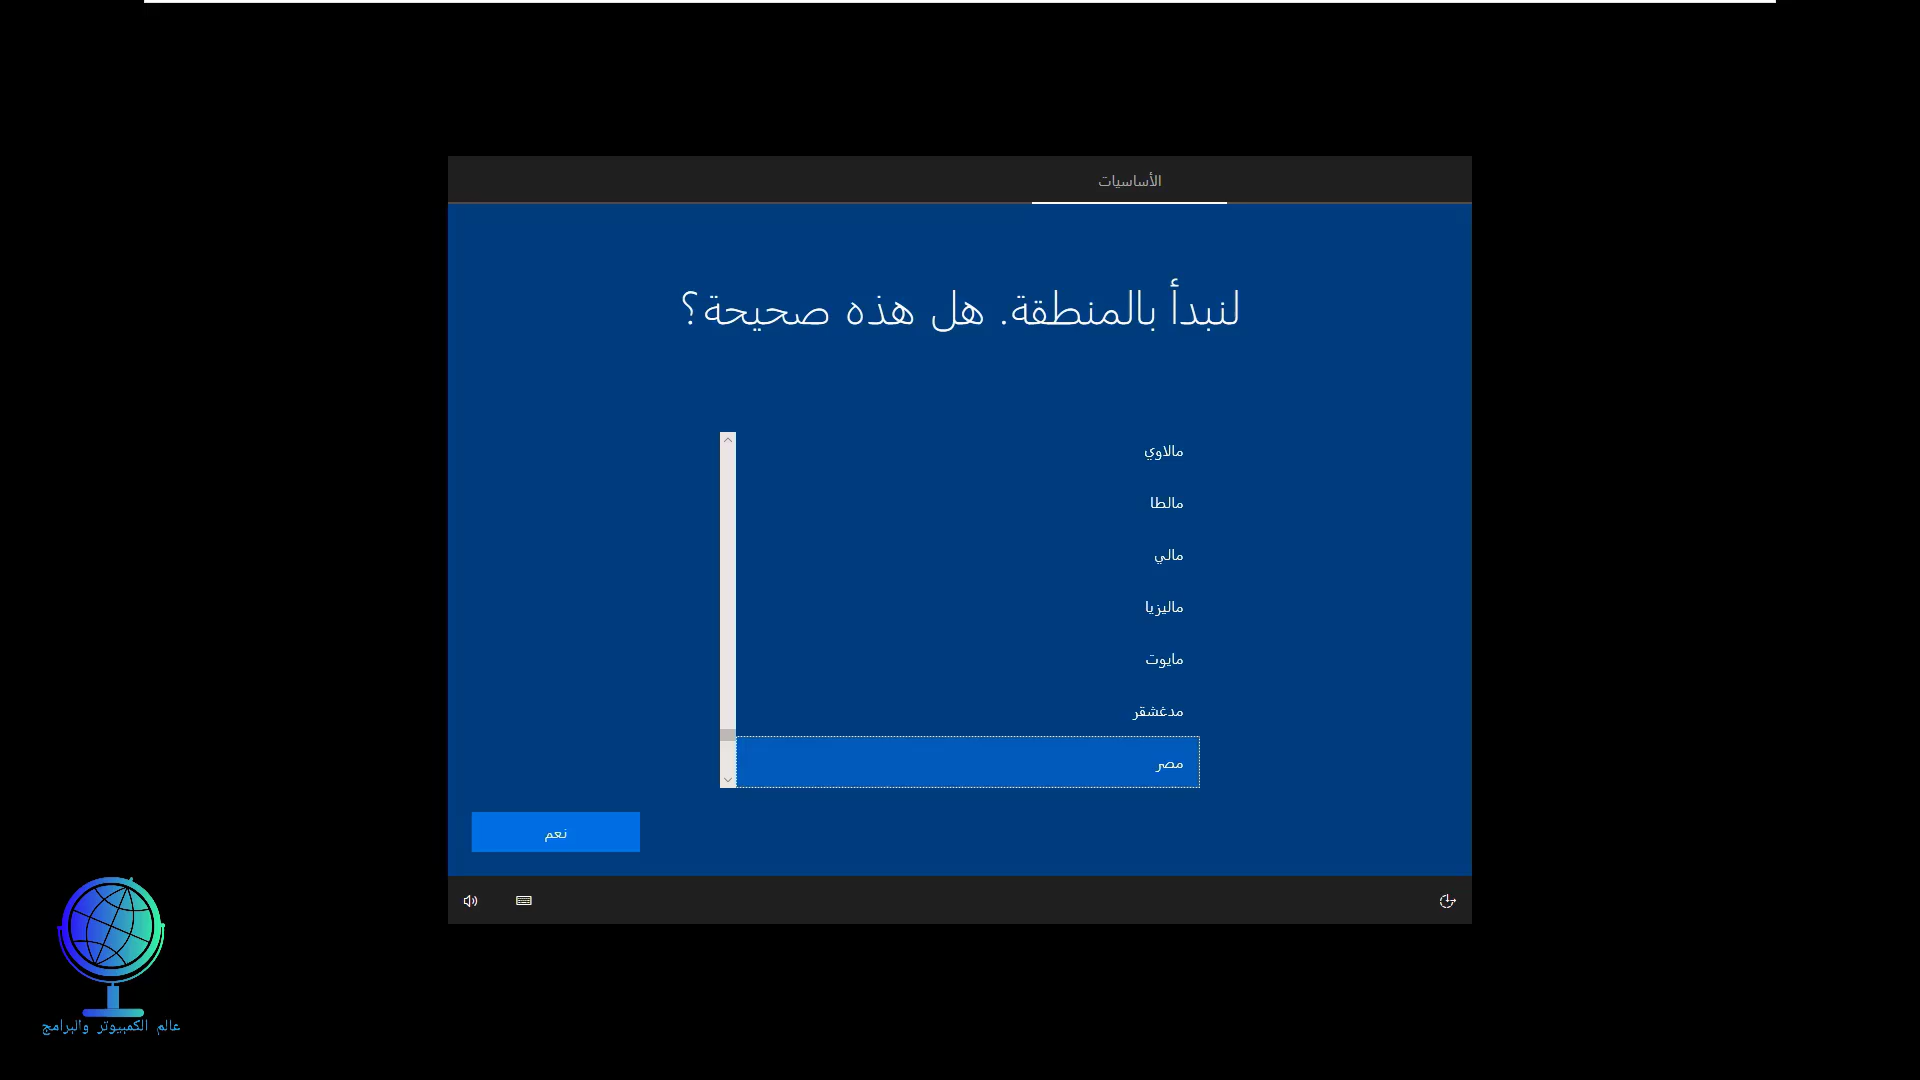 الأساسيات
لنبدأ بالمنطقة. هل هذه صحيحة؟
مالاوي
مالطا
مالي
ماليزيا
مايوت
مدغشقر
مصر
نعم
عالم الكمبيوتر والبرامج